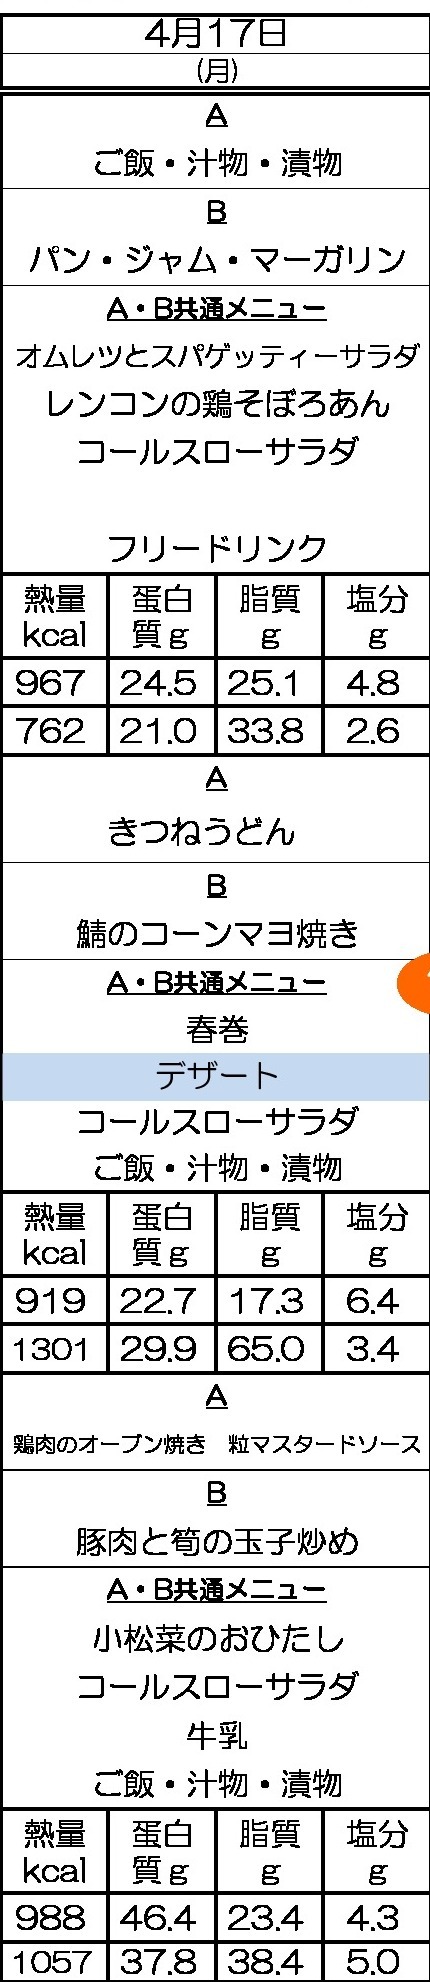 4月17日
(月)
A
ご飯・汁物・漬物
B
パン・ジャム・マーガリン
A・B共通メニュー
オムレツとスパゲッティーサラダ
レンコンの鶏そぼろあん
コールスローサラダ
フリードリンク
熱量 蛋白 脂質 塩分
kcal 質g g g
967 24.5 25.1 4.8
762 21.0 33.8 2.6
A
きつねうどん
B
鯖のコーンマヨ焼き
A・B共通メニュー
春巻
デザート
コールスローサラダ
ご飯・汁物・漬物
熱量 蛋白 脂質 塩分
kcal 質g g g
919 22.7 17.3 6.4
1301 29.9 65.0 3.4
A
鶏肉のオーブン焼き　粒マスタードソース
B
豚肉と筍の玉子炒め
A・B共通メニュー
小松菜のおひたし
コールスローサラダ
牛乳
ご飯・汁物・漬物
熱量 蛋白 脂質 塩分
kcal 質g g g
988 46.4 23.4 4.3
1057 37.8 38.4 5.0